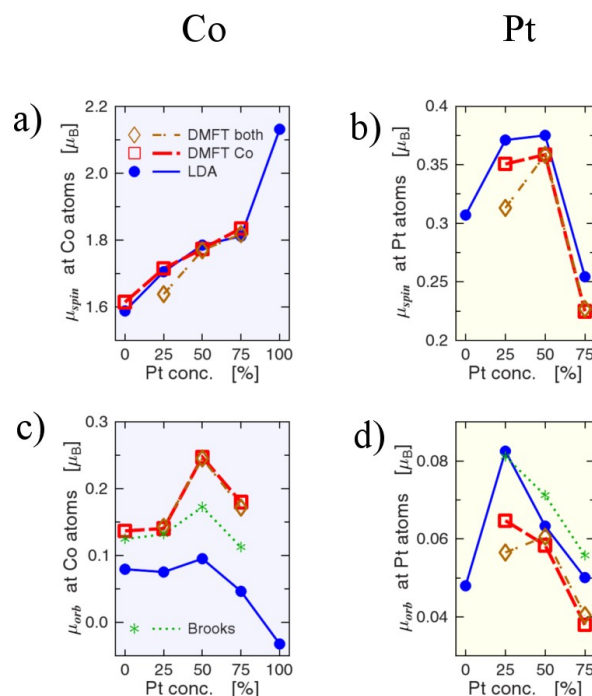 Co
Pt
a)
2.2
2.0
1.8
1.6
μspin at Co atoms [μB]
DMFT both
DMFT Co
LDA
0 25 50 75 100
Pt conc. [%]
b)
0.4
0.35
0.3
0.25
0.2
μspin at Pt atoms [μB]
0 25 50 75
Pt conc. [%]
c)
0.3
0.2
0.1
0.0
μorb at Co atoms [μB]
Brooks
0 25 50 75 100
Pt conc. [%]
d)
0.08
0.06
0.04
μorb at Pt atoms [μB]
0 25 50 75
Pt conc. [%]